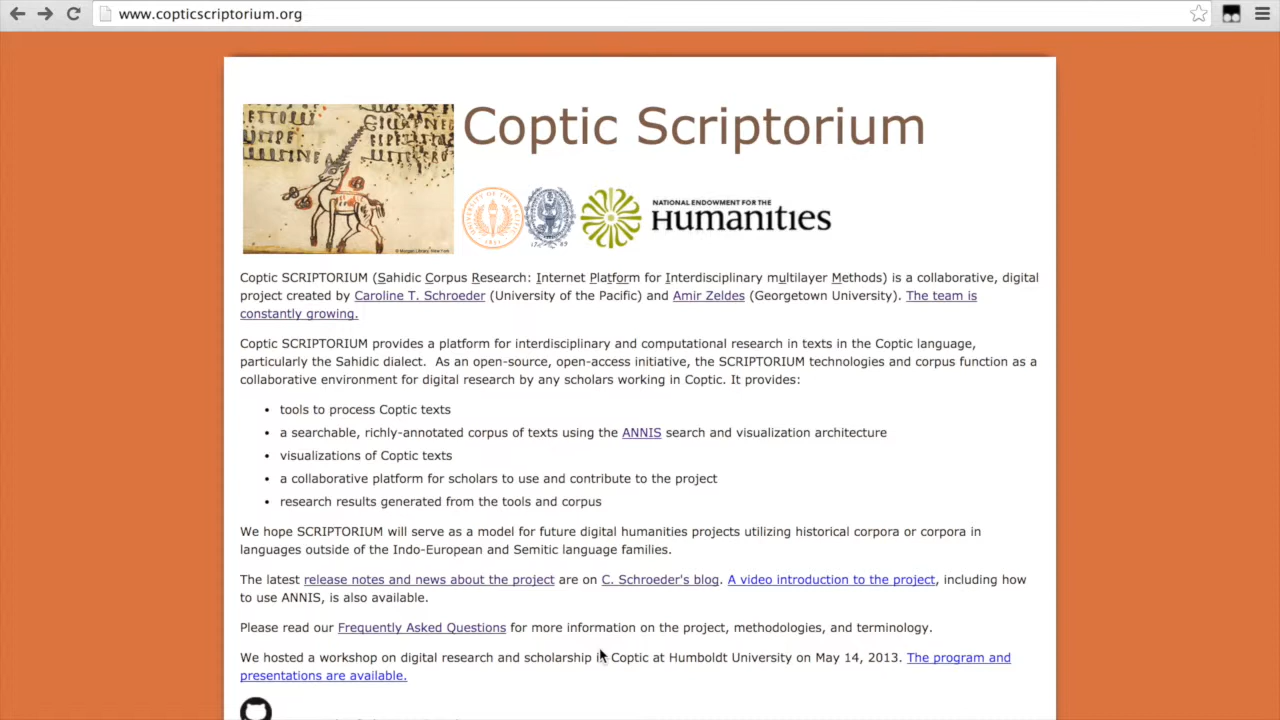 www.copticscriptorium.org
Coptic Scriptorium
NATIONAL ENDOWMENT FOR THE
Humanities
Coptic SCRIPTORIUM (Sahidic Corpus Research: Internet Platform for Interdisciplinary multilayer Methods) is a collaborative, digital
project created by Caroline T. Schroeder (University of the Pacific) and Amir Zeldes (Georgetown University). The team is
constantly growing.
Coptic SCRIPTORIUM provides a platform for interdisciplinary and computational research in texts in the Coptic language,
particularly the Sahidic dialect. As an open-source, open-access initiative, the SCRIPTORIUM technologies and corpus function as a
collaborative environment for digital research by any scholars working in Coptic. It provides:
• tools to process Coptic texts
• a searchable, richly-annotated corpus of texts using the ANNIS search and visualization architecture
• visualizations of Coptic texts
• a collaborative platform for scholars to use and contribute to the project
• research results generated from the tools and corpus
We hope SCRIPTORIUM will serve as a model for future digital humanities projects utilizing historical corpora or corpora in
languages outside of the Indo-European and Semitic language families.
The latest release notes and news about the project are on C. Schroeder's blog. A video introduction to the project, including how
to use ANNIS, is also available.
Please read our Frequently Asked Questions for more information on the project, methodologies, and terminology.
We hosted a workshop on digital research and scholarship in Coptic at Humboldt University on May 14, 2013. The program and
presentations are available.